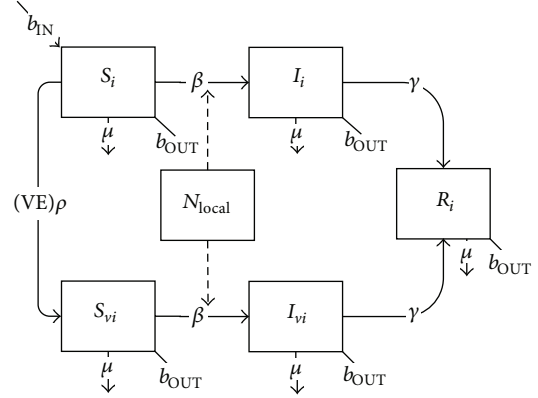 b_IN
S_i
β
I_i
γ
μ
b_OUT
μ
b_OUT
(VE)ρ
N_local
R_i
μ
b_OUT
S_vi
β
I_vi
γ
μ
b_OUT
μ
b_OUT